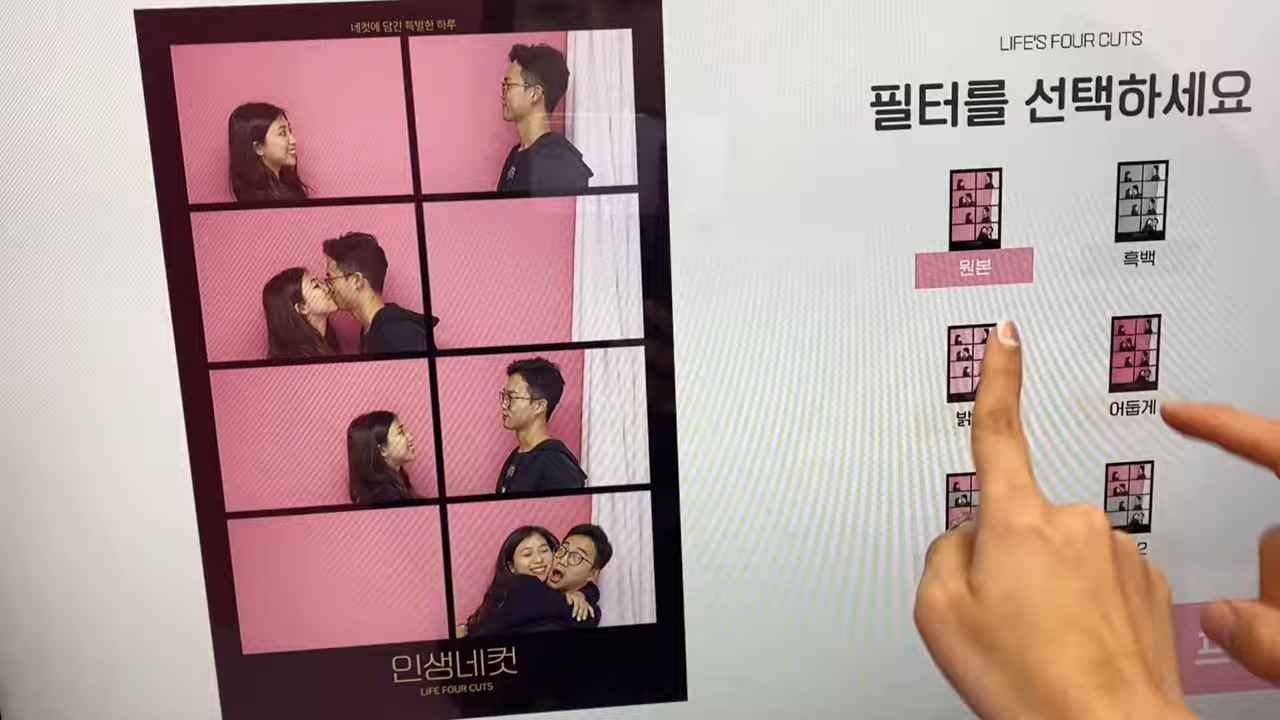 네컷에 담긴 특별한 하루
인생네컷
LIFE FOUR CUTS
LIFE'S FOUR CUTS
필터를 선택하세요
원본
흑백
어둡게
2